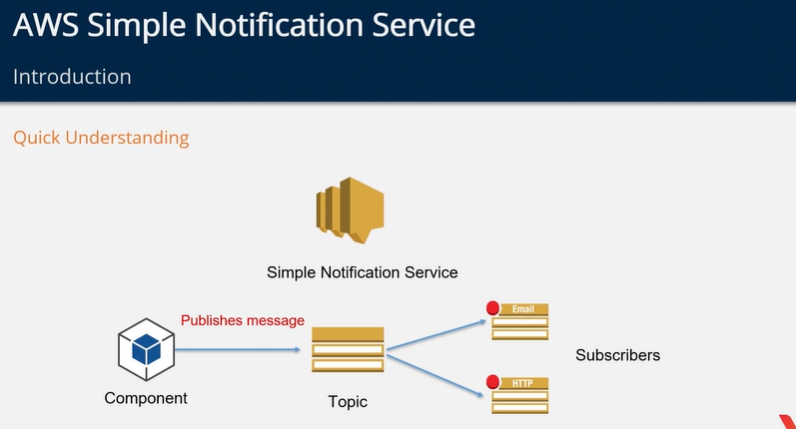 AWS Simple Notification Service
Introduction
Quick Understanding
Simple Notification Service
Publishes message
Email
Subscribers
HTTP
Component
Topic